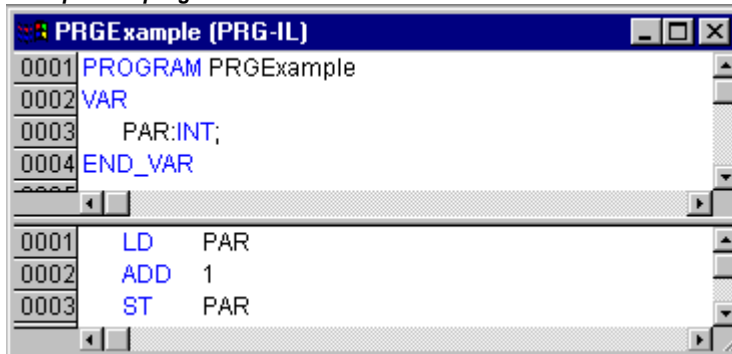 PRGExample (PRG-IL)
0001 PROGRAM PRGExample
0002 VAR
0003 PAR:INT;
0004 END_VAR
0001 LD PAR
0002 ADD 1
0003 ST PAR